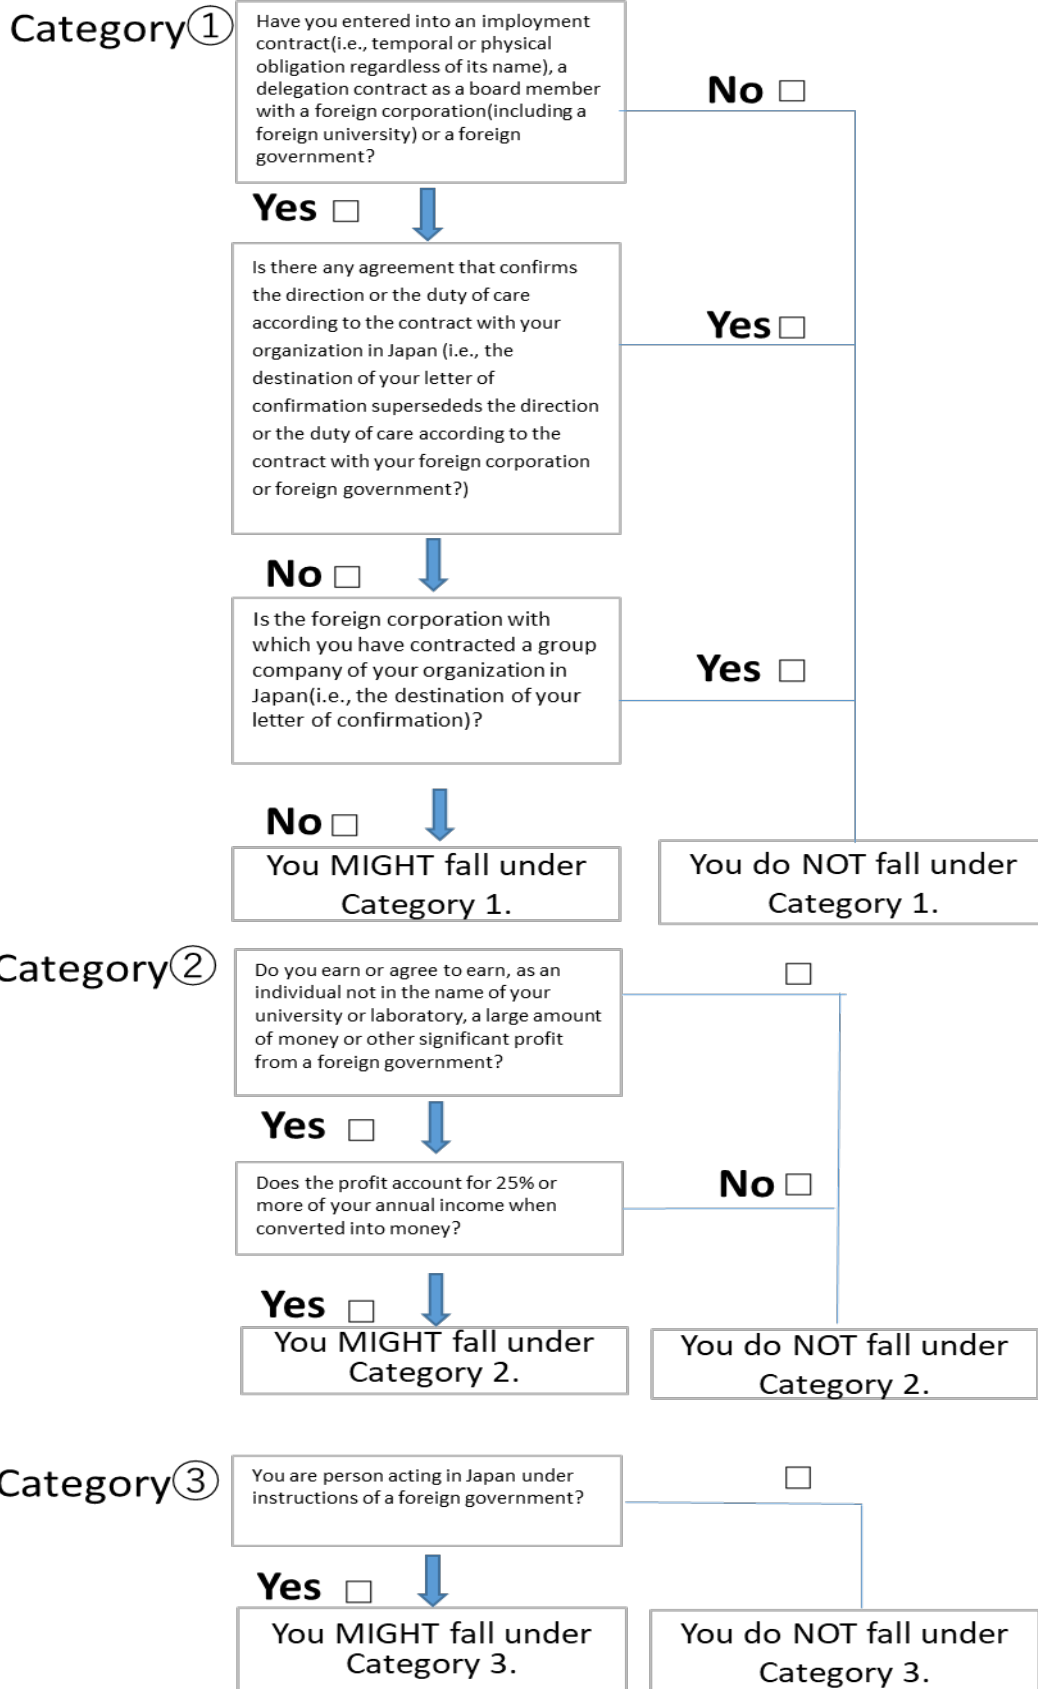 Category①
Have you entered into an imployment
contract(i.e., temporal or physical
obligation regardless of its name), a
delegation contract as a board member
with a foreign corporation(including a
foreign university) or a foreign
government?
No □
Yes □
Is there any agreement that confirms
the direction or the duty of care
according to the contract with your
organization in Japan (i.e., the
destination of your letter of
confirmation supersededs the direction
or the duty of care according to the
contract with your foreign corporation
or foreign government?)
Yes □
No □
Is the foreign corporation with
which you have contracted a group
company of your organization in
Japan(i.e., the destination of your
letter of confirmation)?
Yes □
No □
You MIGHT fall under
Category 1.
You do NOT fall under
Category 1.
Category②
Do you earn or agree to earn, as an
individual not in the name of your
university or laboratory, a large amount
of money or other significant profit
from a foreign government?
□
Yes □
Does the profit account for 25% or
more of your annual income when
converted into money?
No □
Yes □
You MIGHT fall under
Category 2.
You do NOT fall under
Category 2.
Category③
You are person acting in Japan under
instructions of a foreign government?
□
Yes □
You MIGHT fall under
Category 3.
You do NOT fall under
Category 3.